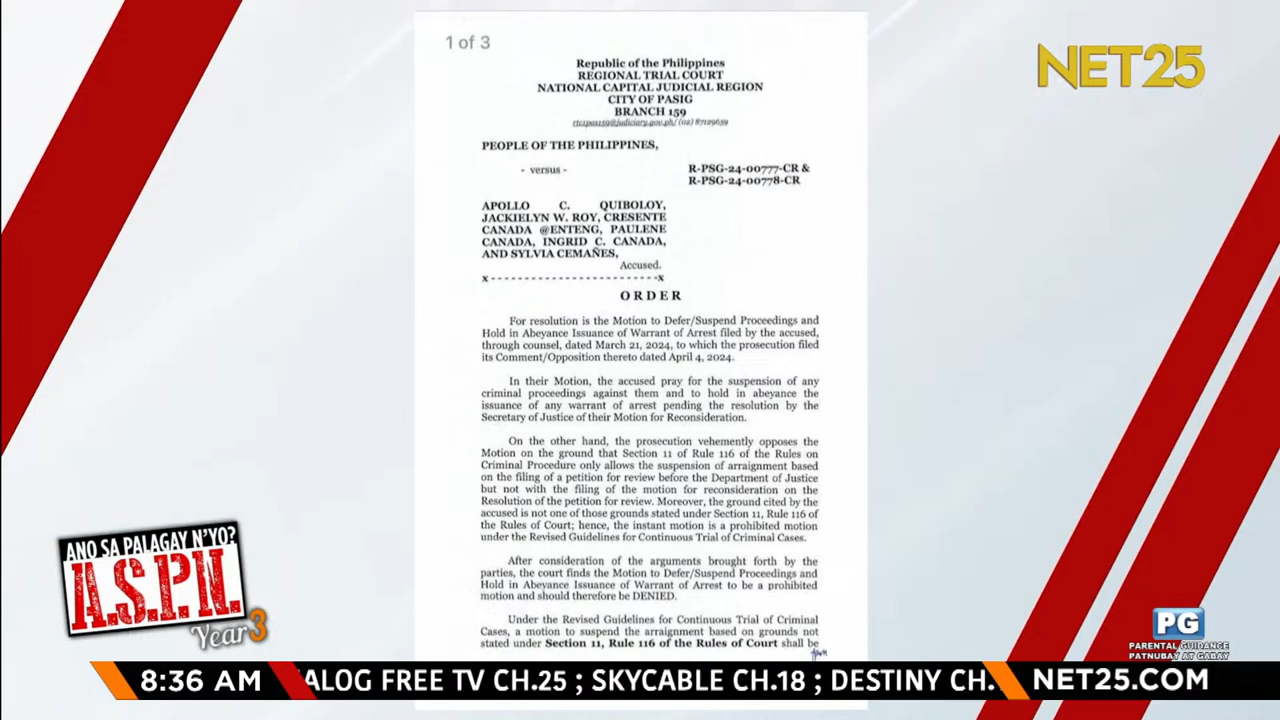 1 of 3
NET25
Republic of the Philippines
REGIONAL TRIAL COURT
NATIONAL CAPITAL JUDICIAL REGION
CITY OF PASIG
BRANCH 159
rtc1psg159@judiciary.gov.ph/ (02) 87129659
PEOPLE OF THE PHILIPPINES,
- versus -
R-PSG-24-00777-CR &
R-PSG-24-00778-CR
APOLLO C. QUIBOLOY,
JACKIELYN W. ROY, CRESENTE
CANADA @ENTENG, PAULENE
CANADA, INGRID C. CANADA,
AND SYLVIA CEMAÑES,
Accused.
x- - - - - - - - - - - - - - - - - - - - - - - - -x
O R D E R
For resolution is the Motion to Defer/Suspend Proceedings and
Hold in Abeyance Issuance of Warrant of Arrest filed by the accused,
through counsel, dated March 21, 2024, to which the prosecution filed
its Comment/Opposition thereto dated April 4, 2024.
In their Motion, the accused pray for the suspension of any
criminal proceedings against them and to hold in abeyance the
issuance of any warrant of arrest pending the resolution by the
Secretary of Justice of their Motion for Reconsideration.
On the other hand, the prosecution vehemently opposes the
Motion on the ground that Section 11 of Rule 116 of the Rules on
Criminal Procedure only allows the suspension of arraignment based
on the filing of a petition for review before the Department of Justice
but not with the filing of the motion for reconsideration on the
Resolution of the petition for review. Moreover, the ground cited by the
accused is not one of those grounds stated under Section 11, Rule 116 of
the Rules of Court; hence, the instant motion is a prohibited motion
under the Revised Guidelines for Continuous Trial of Criminal Cases.
After consideration of the arguments brought forth by the
parties, the court finds the Motion to Defer/Suspend Proceedings and
Hold in Abeyance Issuance of Warrant of Arrest to be a prohibited
motion and should therefore be DENIED.
Under the Revised Guidelines for Continuous Trial of Criminal
Cases, a motion to suspend the arraignment based on grounds not
stated under Section 11, Rule 116 of the Rules of Court shall be
ANO SA PALAGAY N'YO?
A.S.P.N.
Year 3
PG
PARENTAL GUIDANCE
PATNUBAY AT GABAY
8:36 AM
ALOG FREE TV CH.25 ; SKYCABLE CH.18 ; DESTINY CH.
NET25.COM